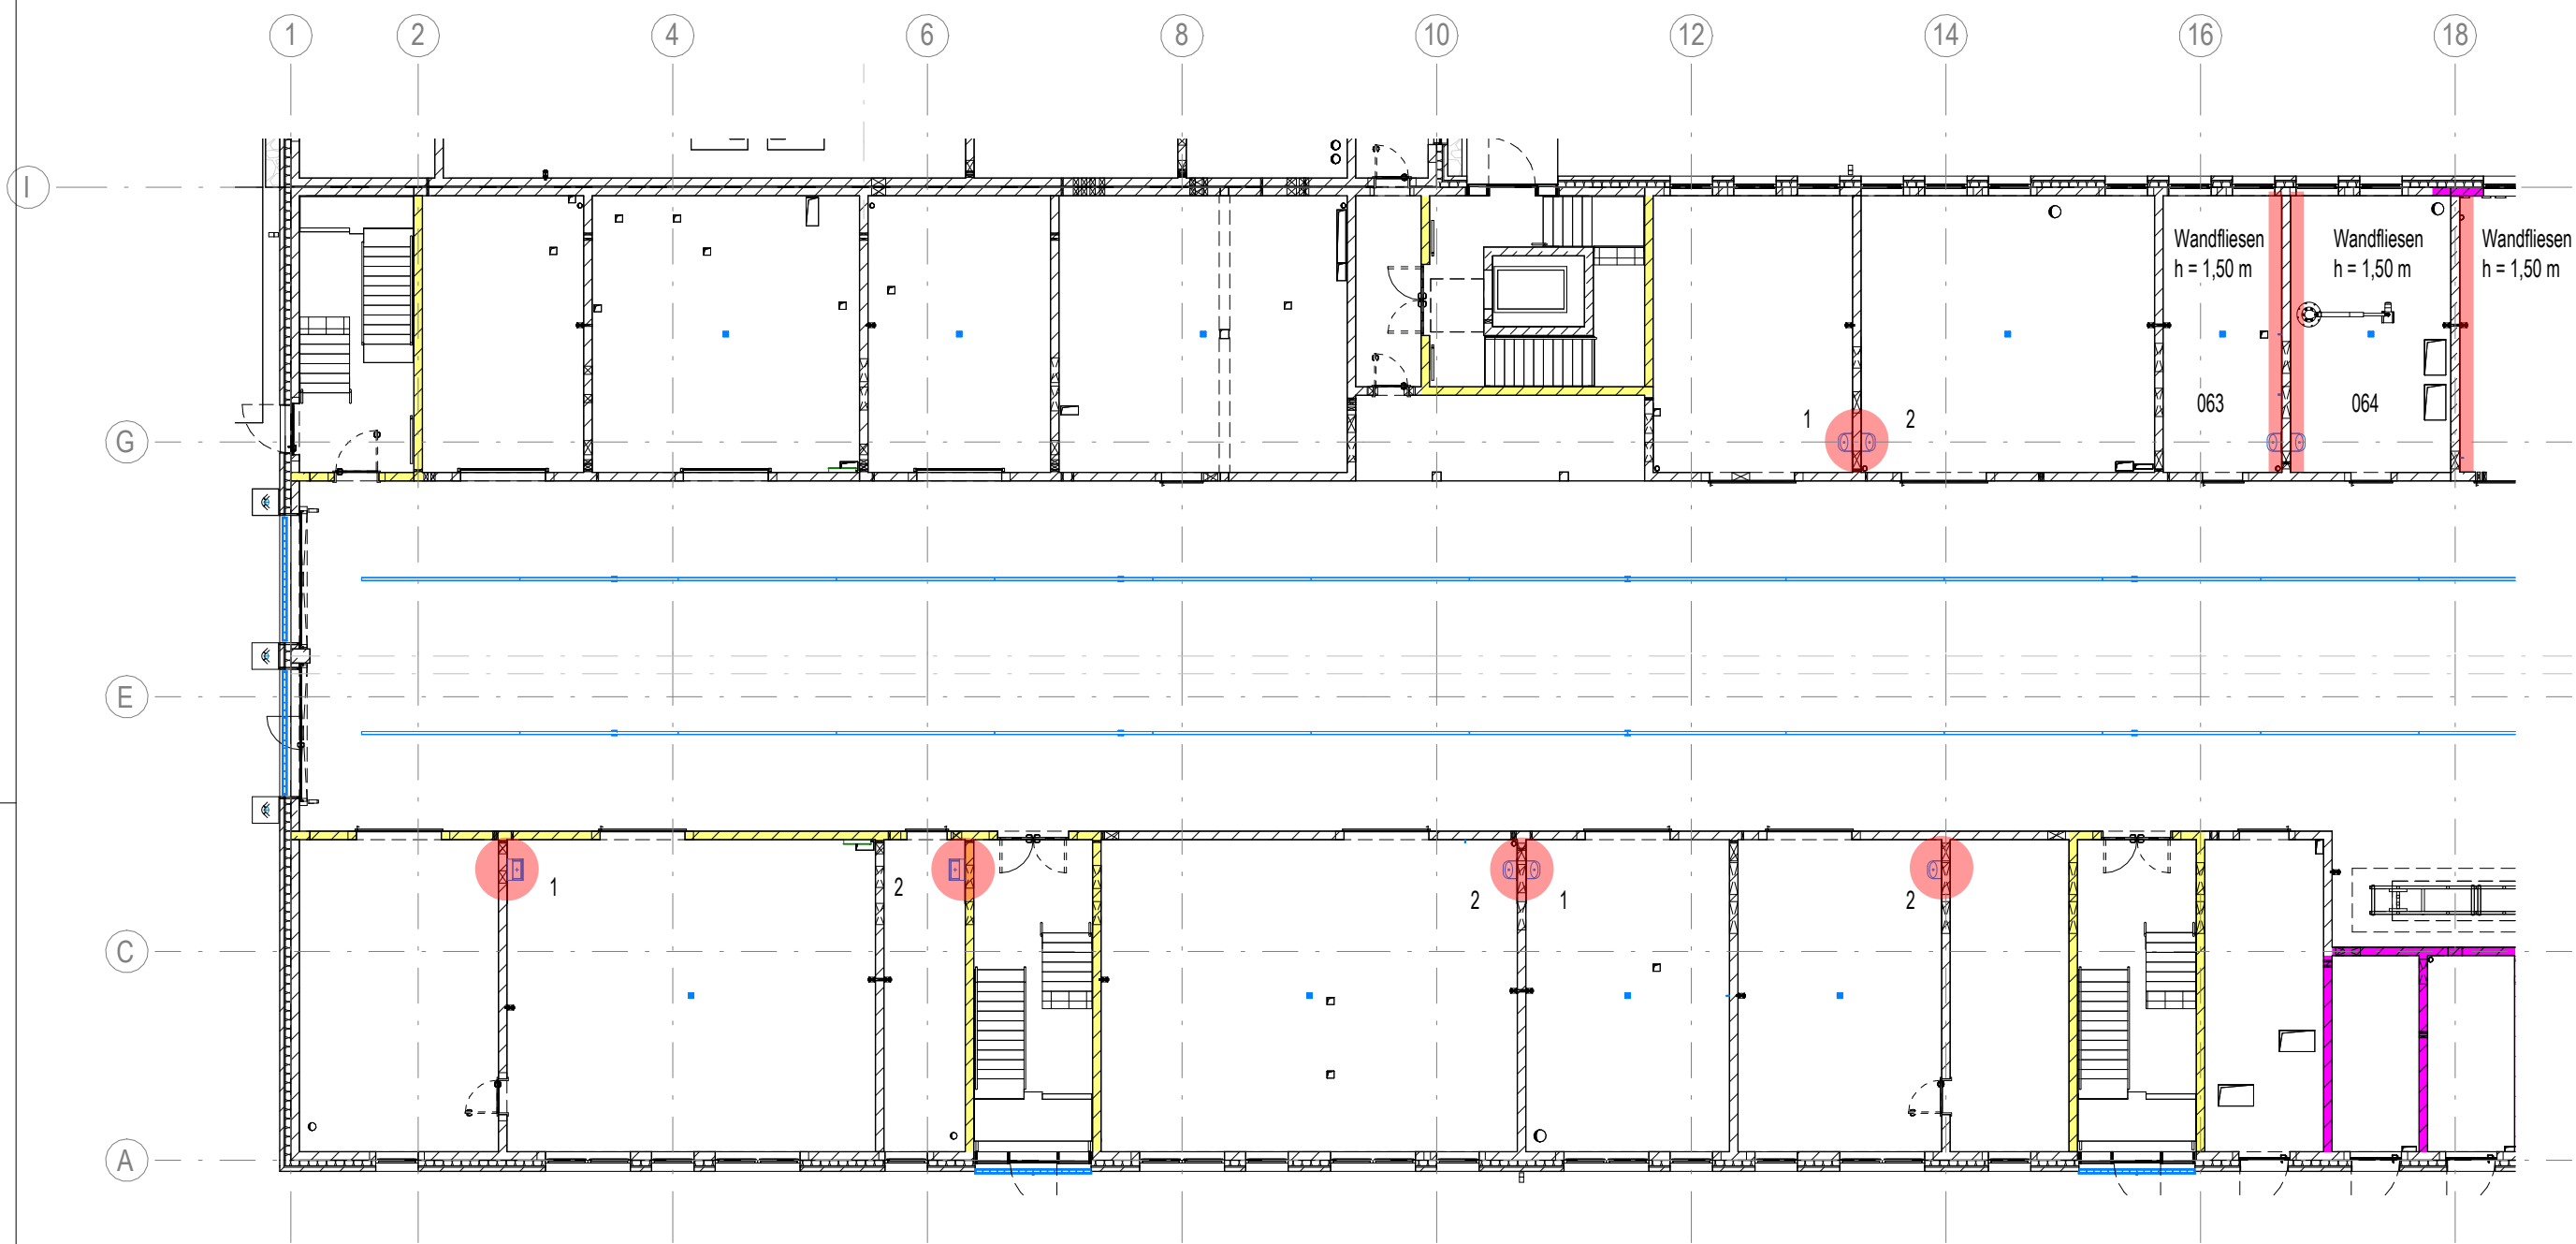 1 2 4 6 8 10 12 14 16 18
I
Wandfliesen
h = 1,50 m
Wandfliesen
h = 1,50 m
Wandfliesen
h = 1,50 m
063
064
1
2
G
E
1
2
2
1
2
C
A